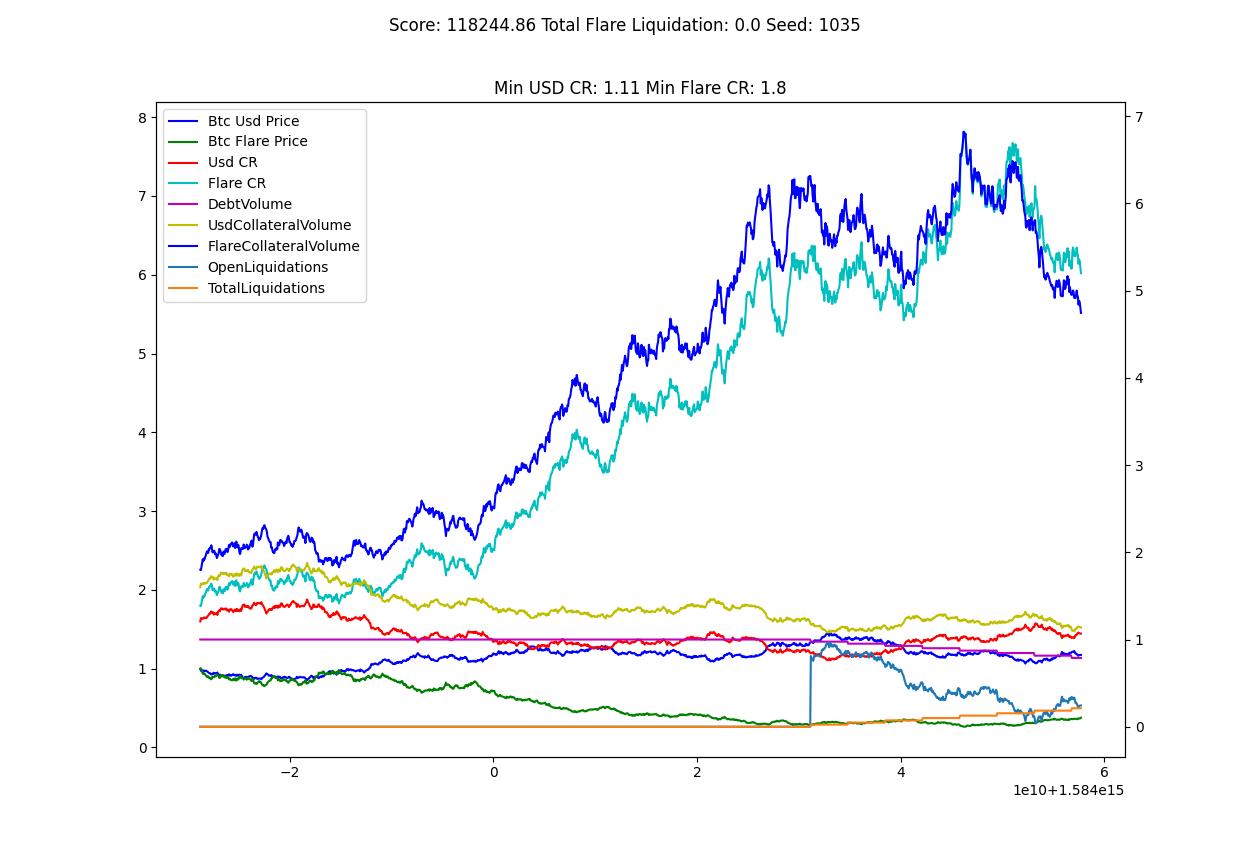 Score: 118244.86 Total Flare Liquidation: 0.0 Seed: 1035
Min USD CR: 1.11 Min Flare CR: 1.8
Btc Usd Price
Btc Flare Price
Usd CR
Flare CR
DebtVolume
UsdCollateralVolume
FlareCollateralVolume
OpenLiquidations
TotalLiquidations
8
7
6
5
4
3
2
1
0
7
6
5
4
3
2
1
0
−2
0
2
4
6
1e10+1.584e15